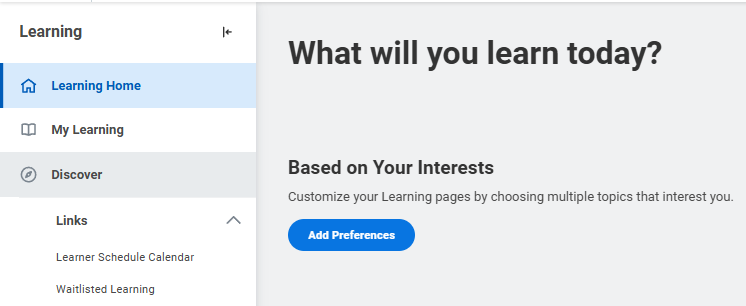 Learning
Learning Home
My Learning
Discover
Links
Learner Schedule Calendar
Waitlisted Learning
What will you learn today?
Based on Your Interests
Customize your Learning pages by choosing multiple topics that interest you.
Add Preferences